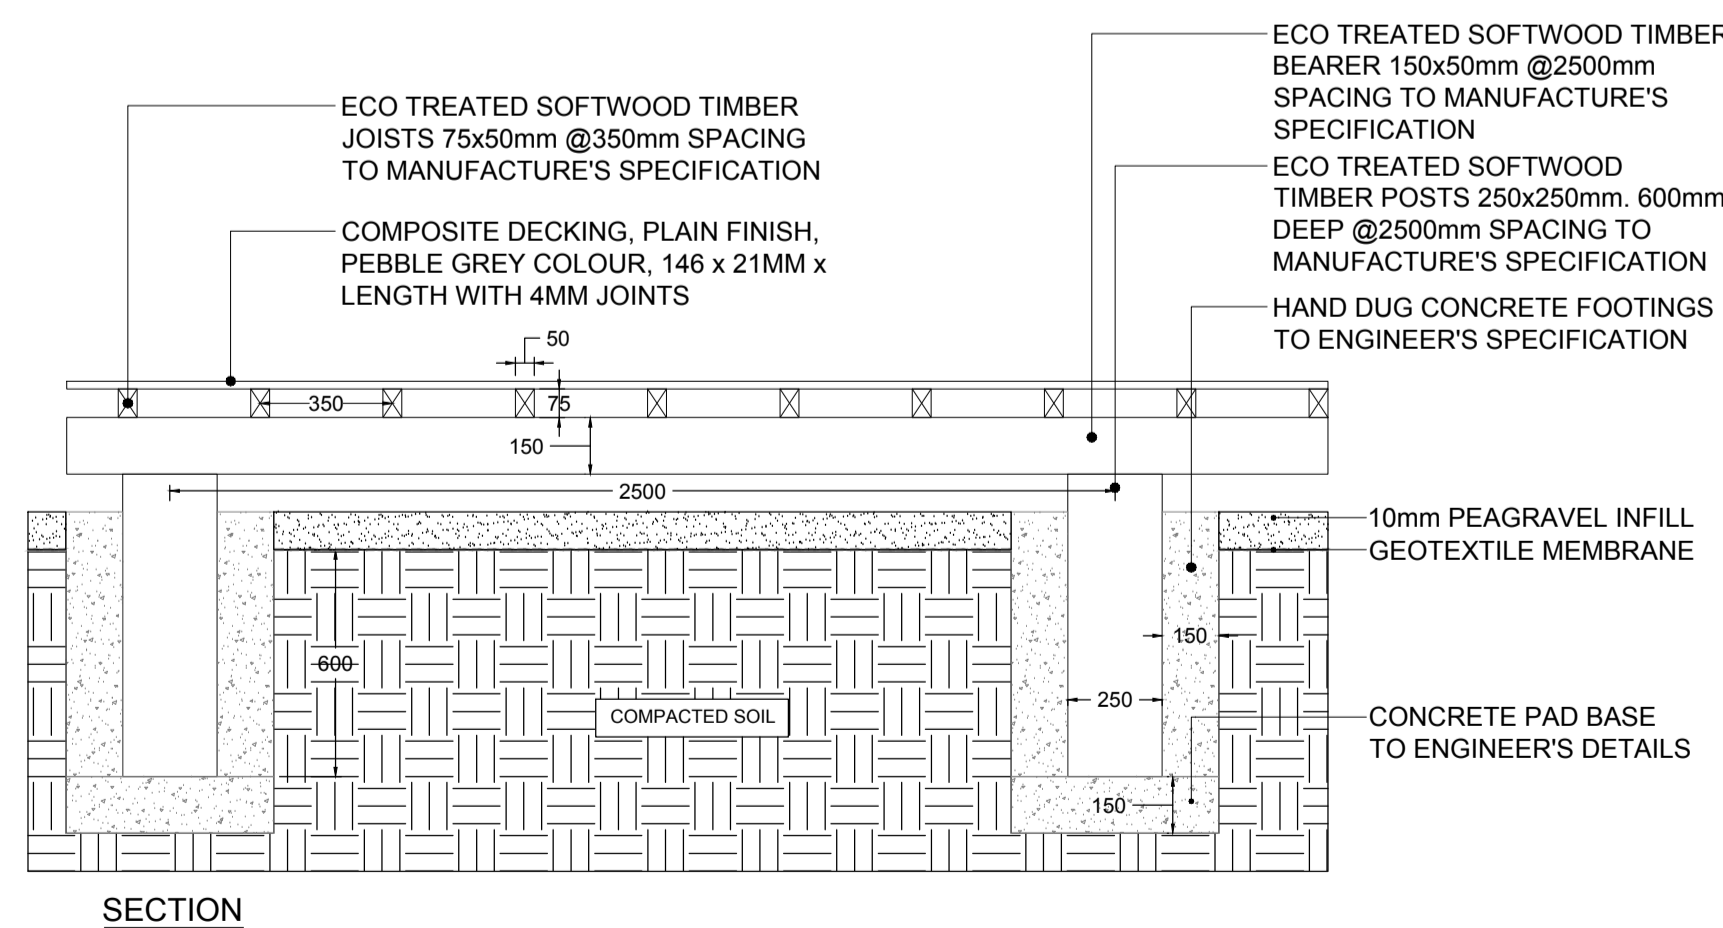 ECO TREATED SOFTWOOD TIMBER
BEARER 150x50mm @2500mm
SPACING TO MANUFACTURE'S
SPECIFICATION
ECO TREATED SOFTWOOD TIMBER
JOISTS 75x50mm @350mm SPACING
TO MANUFACTURE'S SPECIFICATION
ECO TREATED SOFTWOOD
TIMBER POSTS 250x250mm. 600mm
DEEP @2500mm SPACING TO
MANUFACTURE'S SPECIFICATION
COMPOSITE DECKING, PLAIN FINISH,
PEBBLE GREY COLOUR, 146 x 21MM x
LENGTH WITH 4MM JOINTS
HAND DUG CONCRETE FOOTINGS
TO ENGINEER'S SPECIFICATION
50
350
75
150
2500
10mm PEAGRAVEL INFILL
GEOTEXTILE MEMBRANE
150
600
250
COMPACTED SOIL
CONCRETE PAD BASE
TO ENGINEER'S DETAILS
150
SECTION